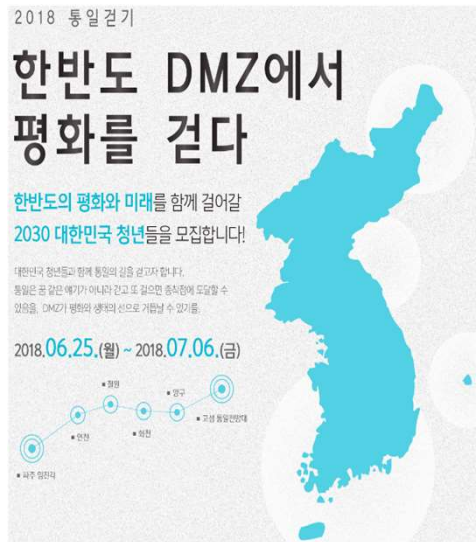 2018 통일걷기
한반도 DMZ에서
평화를 걷다
한반도의 평화와 미래를 함께 걸어갈
2030 대한민국 청년들을 모집합니다!
대한민국 청년들과 함께 통일의 길을 걷고자 합니다.
통일은 꿈 같은 얘기가 아니라 걷고 또 걸으면 종착점에 도달할 수
있음을, DMZ가 평화와 생태의 선으로 거듭날 수 있기를.
2018.06.25.(월) ~ 2018.07.06.(금)
철원
양구
연천
화천
고성 통일전망대
파주 임진각